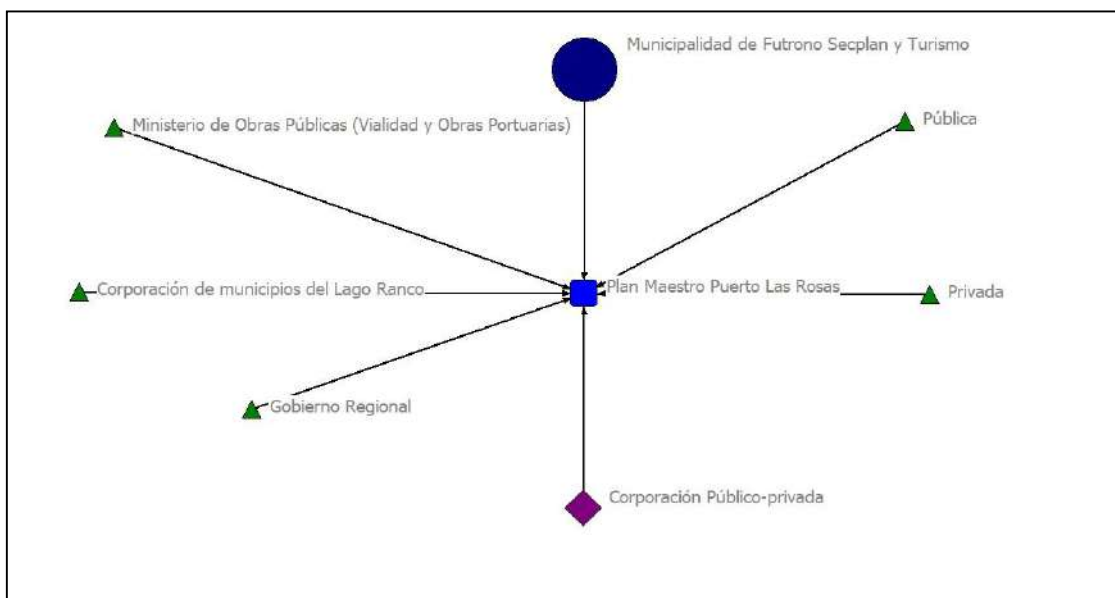 Municipalidad de Futrono Secplan y Turismo
Ministerio de Obras Públicas (Vialidad y Obras Portuarias)
Pública
Corporación de municipios del Lago Ranco
Plan Maestro Puerto Las Rosas
Privada
Gobierno Regional
Corporación Público-privada